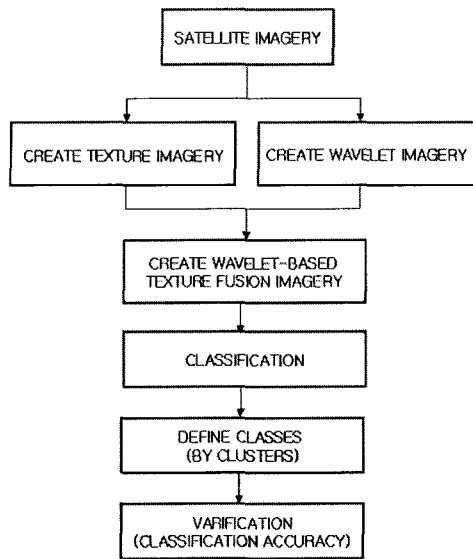 SATELLITE IMAGERY
CREATE TEXTURE IMAGERY
CREATE WAVELET IMAGERY
CREATE WAVELET-BASED
TEXTURE FUSION IMAGERY
CLASSIFICATION
DEFINE CLASSES
(BY CLUSTERS)
VARIFICATION
(CLASSIFICATION ACCURACY)